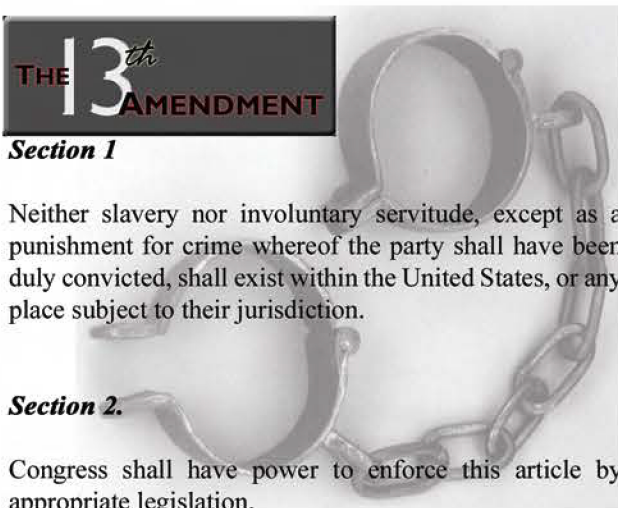 THE 13th AMENDMENT
Section 1
Neither slavery nor involuntary servitude, except as a
punishment for crime whereof the party shall have been
duly convicted, shall exist within the United States, or any
place subject to their jurisdiction.
Section 2.
Congress shall have power to enforce this article by
appropriate legislation.